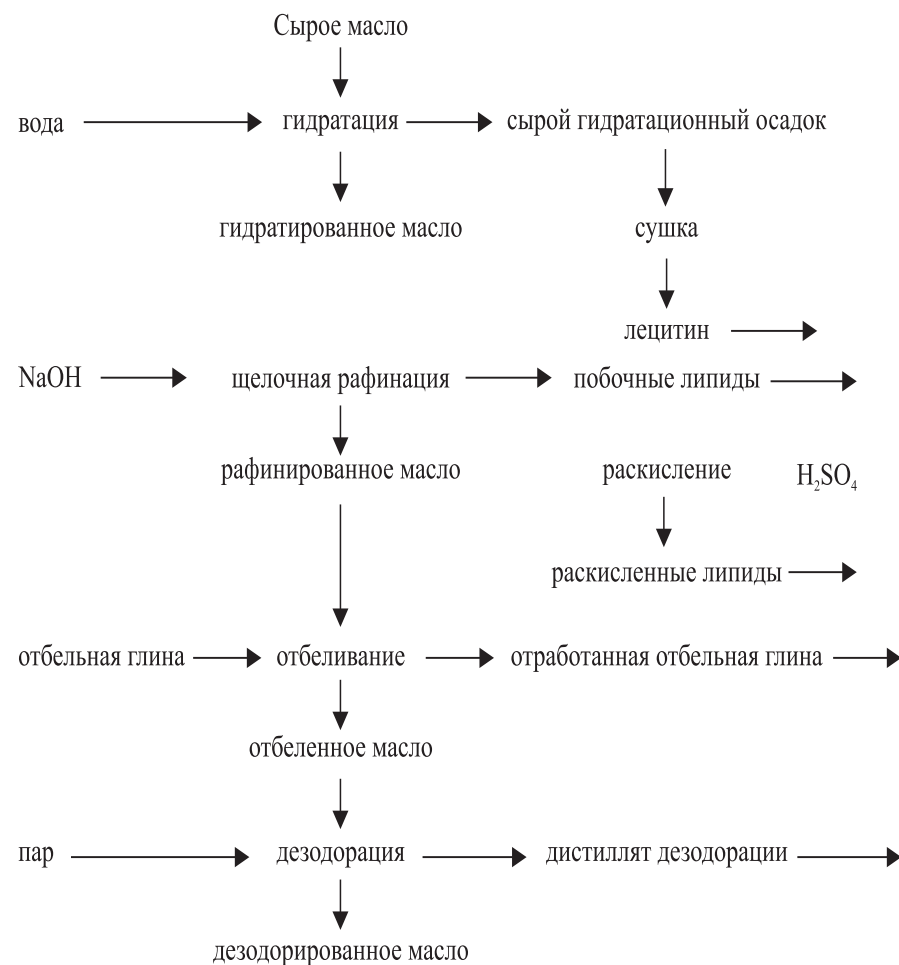 Сырое масло
вода гидратация сырой гидратационный осадок
гидратированное масло сушка
лецитин
NaOH щелочная рафинация побочные липиды
рафинированное масло раскисление H₂SO₄
раскисленные липиды
отбельная глина отбеливание отработанная отбельная глина
отбеленное масло
пар дезодорация дистиллят дезодорации
дезодорированное масло